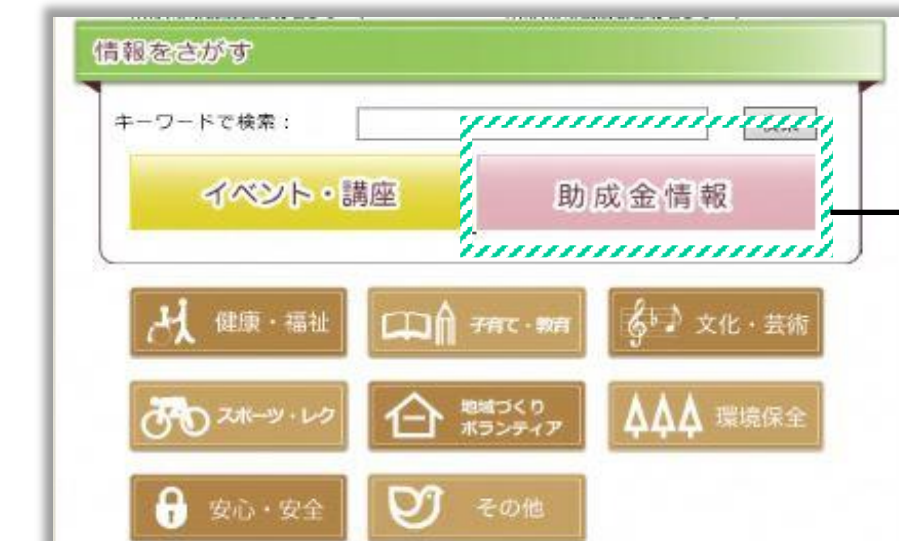 情報をさがす
キーワードで検索：
イベント・講座
助成金情報
健康・福祉
子育て・教育
文化・芸術
スポーツ・レク
地域づくり
ボランティア
環境保全
安心・安全
その他